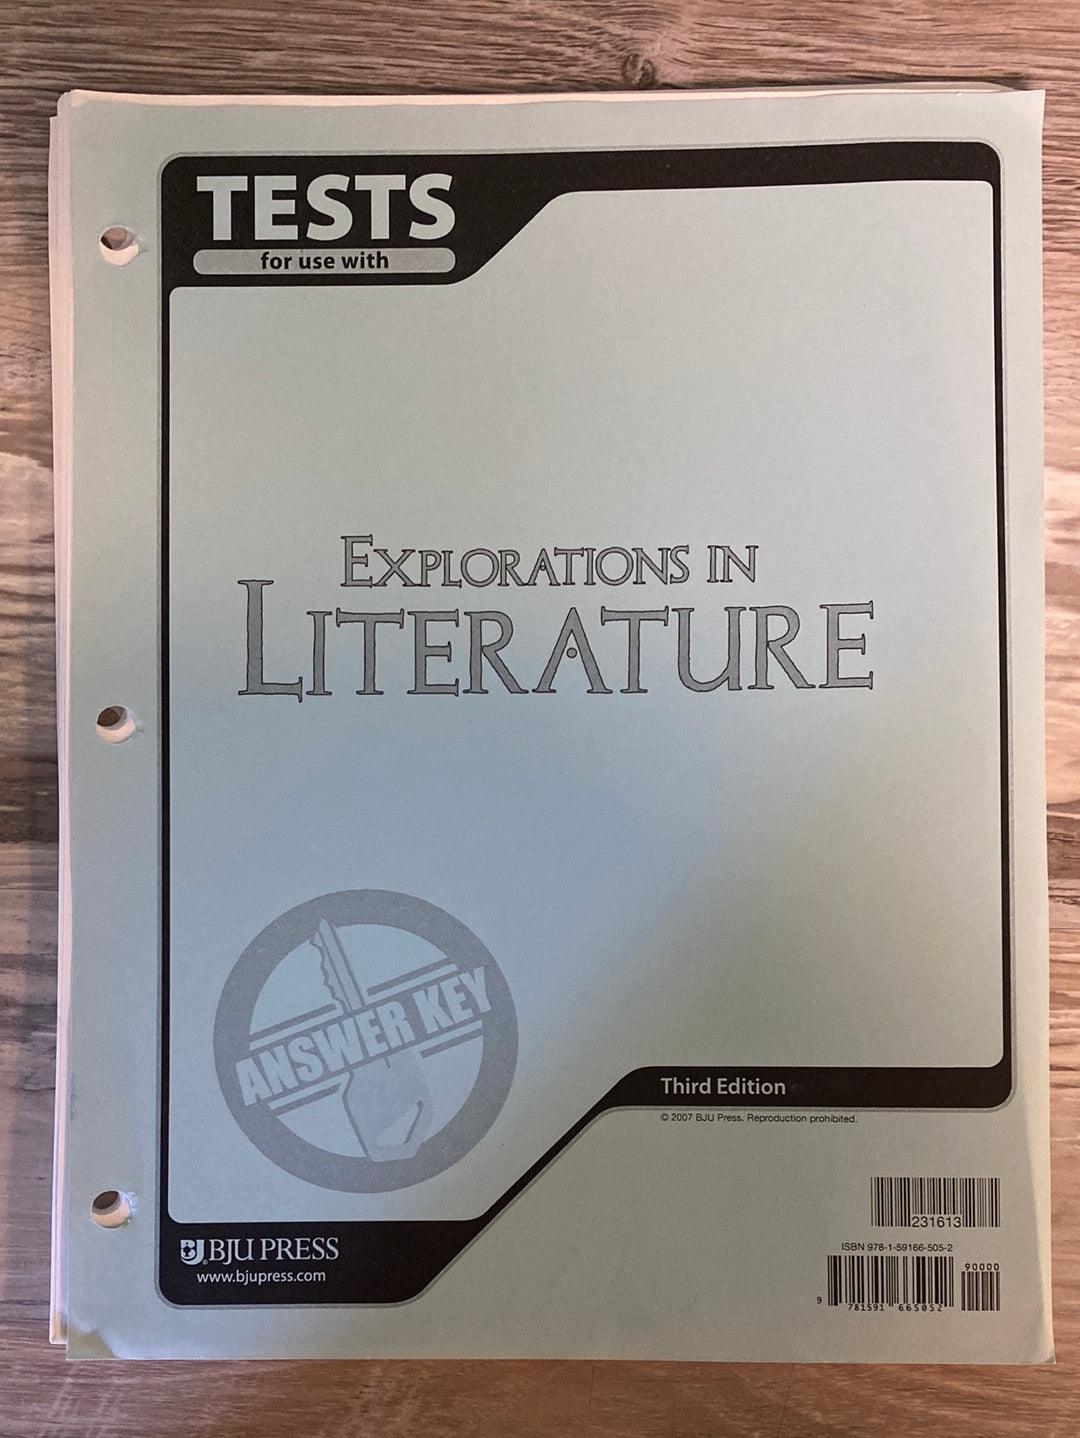 TESTS
for use with
EXPLORATIONS IN
LITERATURE
ANSWER KEY
Third Edition
© 2007 BJU Press. Reproduction prohibited.
231613
ISBN 978-1-59166-505-2
90000
9 781591 665052
BJU PRESS
www.bjupress.com